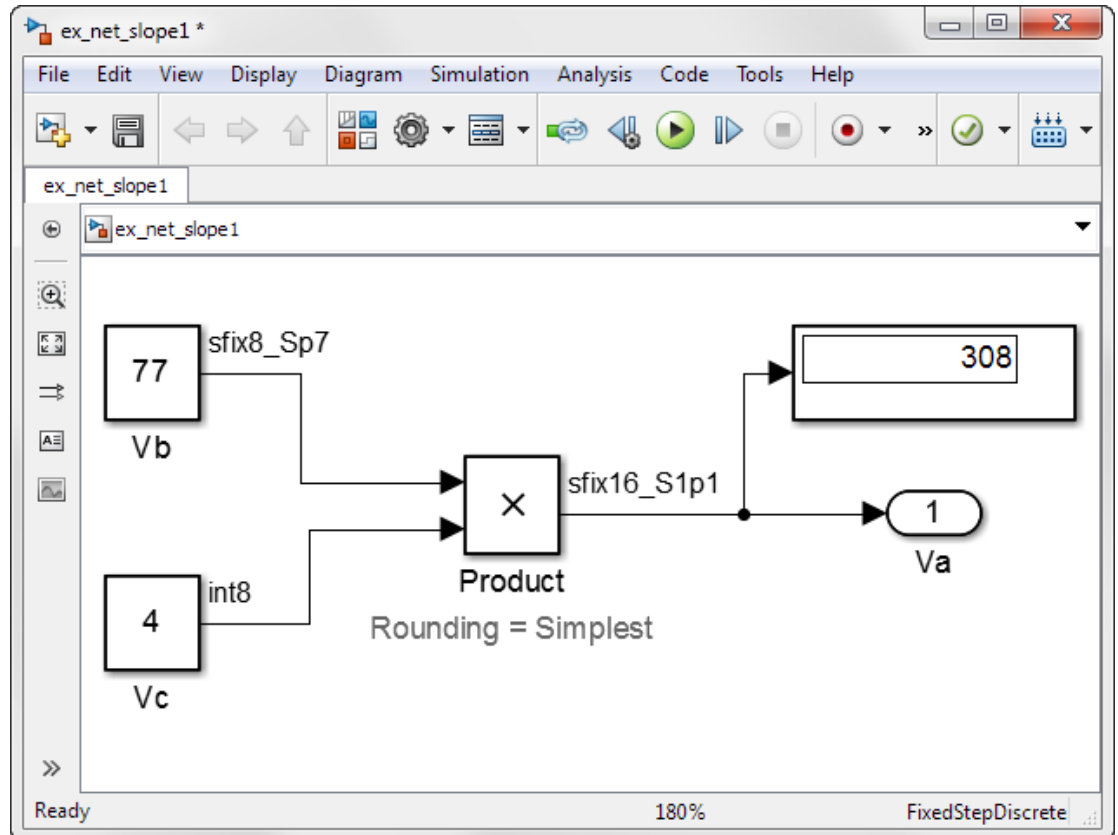 ex_net_slope1 *
File Edit View Display Diagram Simulation Analysis Code Tools Help
»
ex_net_slope1
ex_net_slope1
77
sfix8_Sp7
308
Vb
×
sfix16_S1p1
1
Product
Va
4
int8
Rounding = Simplest
Vc
»
Ready 180% FixedStepDiscrete